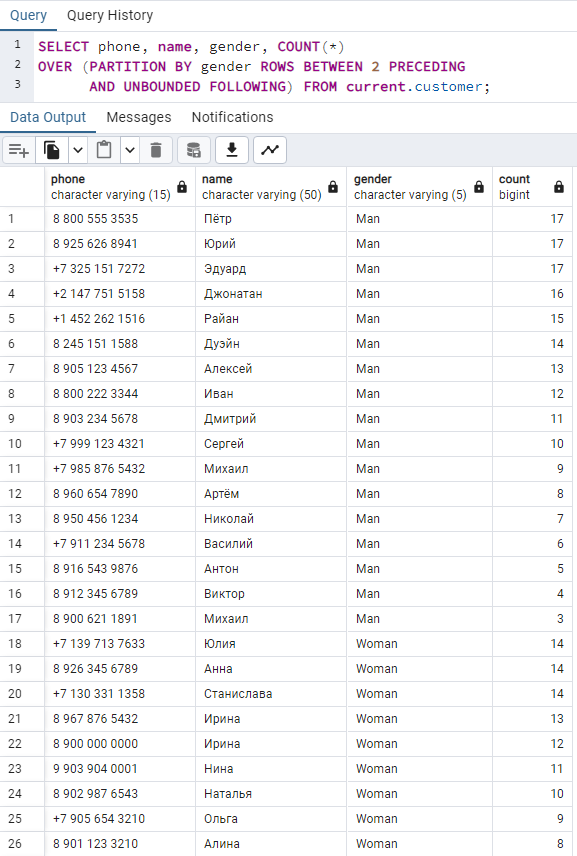 Query Query History
1 SELECT phone, name, gender, COUNT(*)
2 OVER (PARTITION BY gender ROWS BETWEEN 2 PRECEDING
3 AND UNBOUNDED FOLLOWING) FROM current.customer;
Data Output Messages Notifications
phone name gender count
character varying (15) character varying (50) character varying (5) bigint
1 8 800 555 3535 Пётр Man 17
2 8 925 626 8941 Юрий Man 17
3 +7 325 151 7272 Эдуард Man 17
4 +2 147 751 5158 Джонатан Man 16
5 +1 452 262 1516 Райан Man 15
6 8 245 151 1588 Дуэйн Man 14
7 8 905 123 4567 Алексей Man 13
8 8 800 222 3344 Иван Man 12
9 8 903 234 5678 Дмитрий Man 11
10 +7 999 123 4321 Сергей Man 10
11 +7 985 876 5432 Михаил Man 9
12 8 960 654 7890 Артём Man 8
13 8 950 456 1234 Николай Man 7
14 +7 911 234 5678 Василий Man 6
15 8 916 543 9876 Антон Man 5
16 8 912 345 6789 Виктор Man 4
17 8 900 621 1891 Михаил Man 3
18 +7 139 713 7633 Юлия Woman 14
19 8 926 345 6789 Анна Woman 14
20 +7 130 331 1358 Станислава Woman 14
21 8 967 876 5432 Ирина Woman 13
22 8 900 000 0000 Ирина Woman 12
23 9 903 904 0001 Нина Woman 11
24 8 902 987 6543 Наталья Woman 10
25 +7 905 654 3210 Ольга Woman 9
26 8 901 123 3210 Алина Woman 8